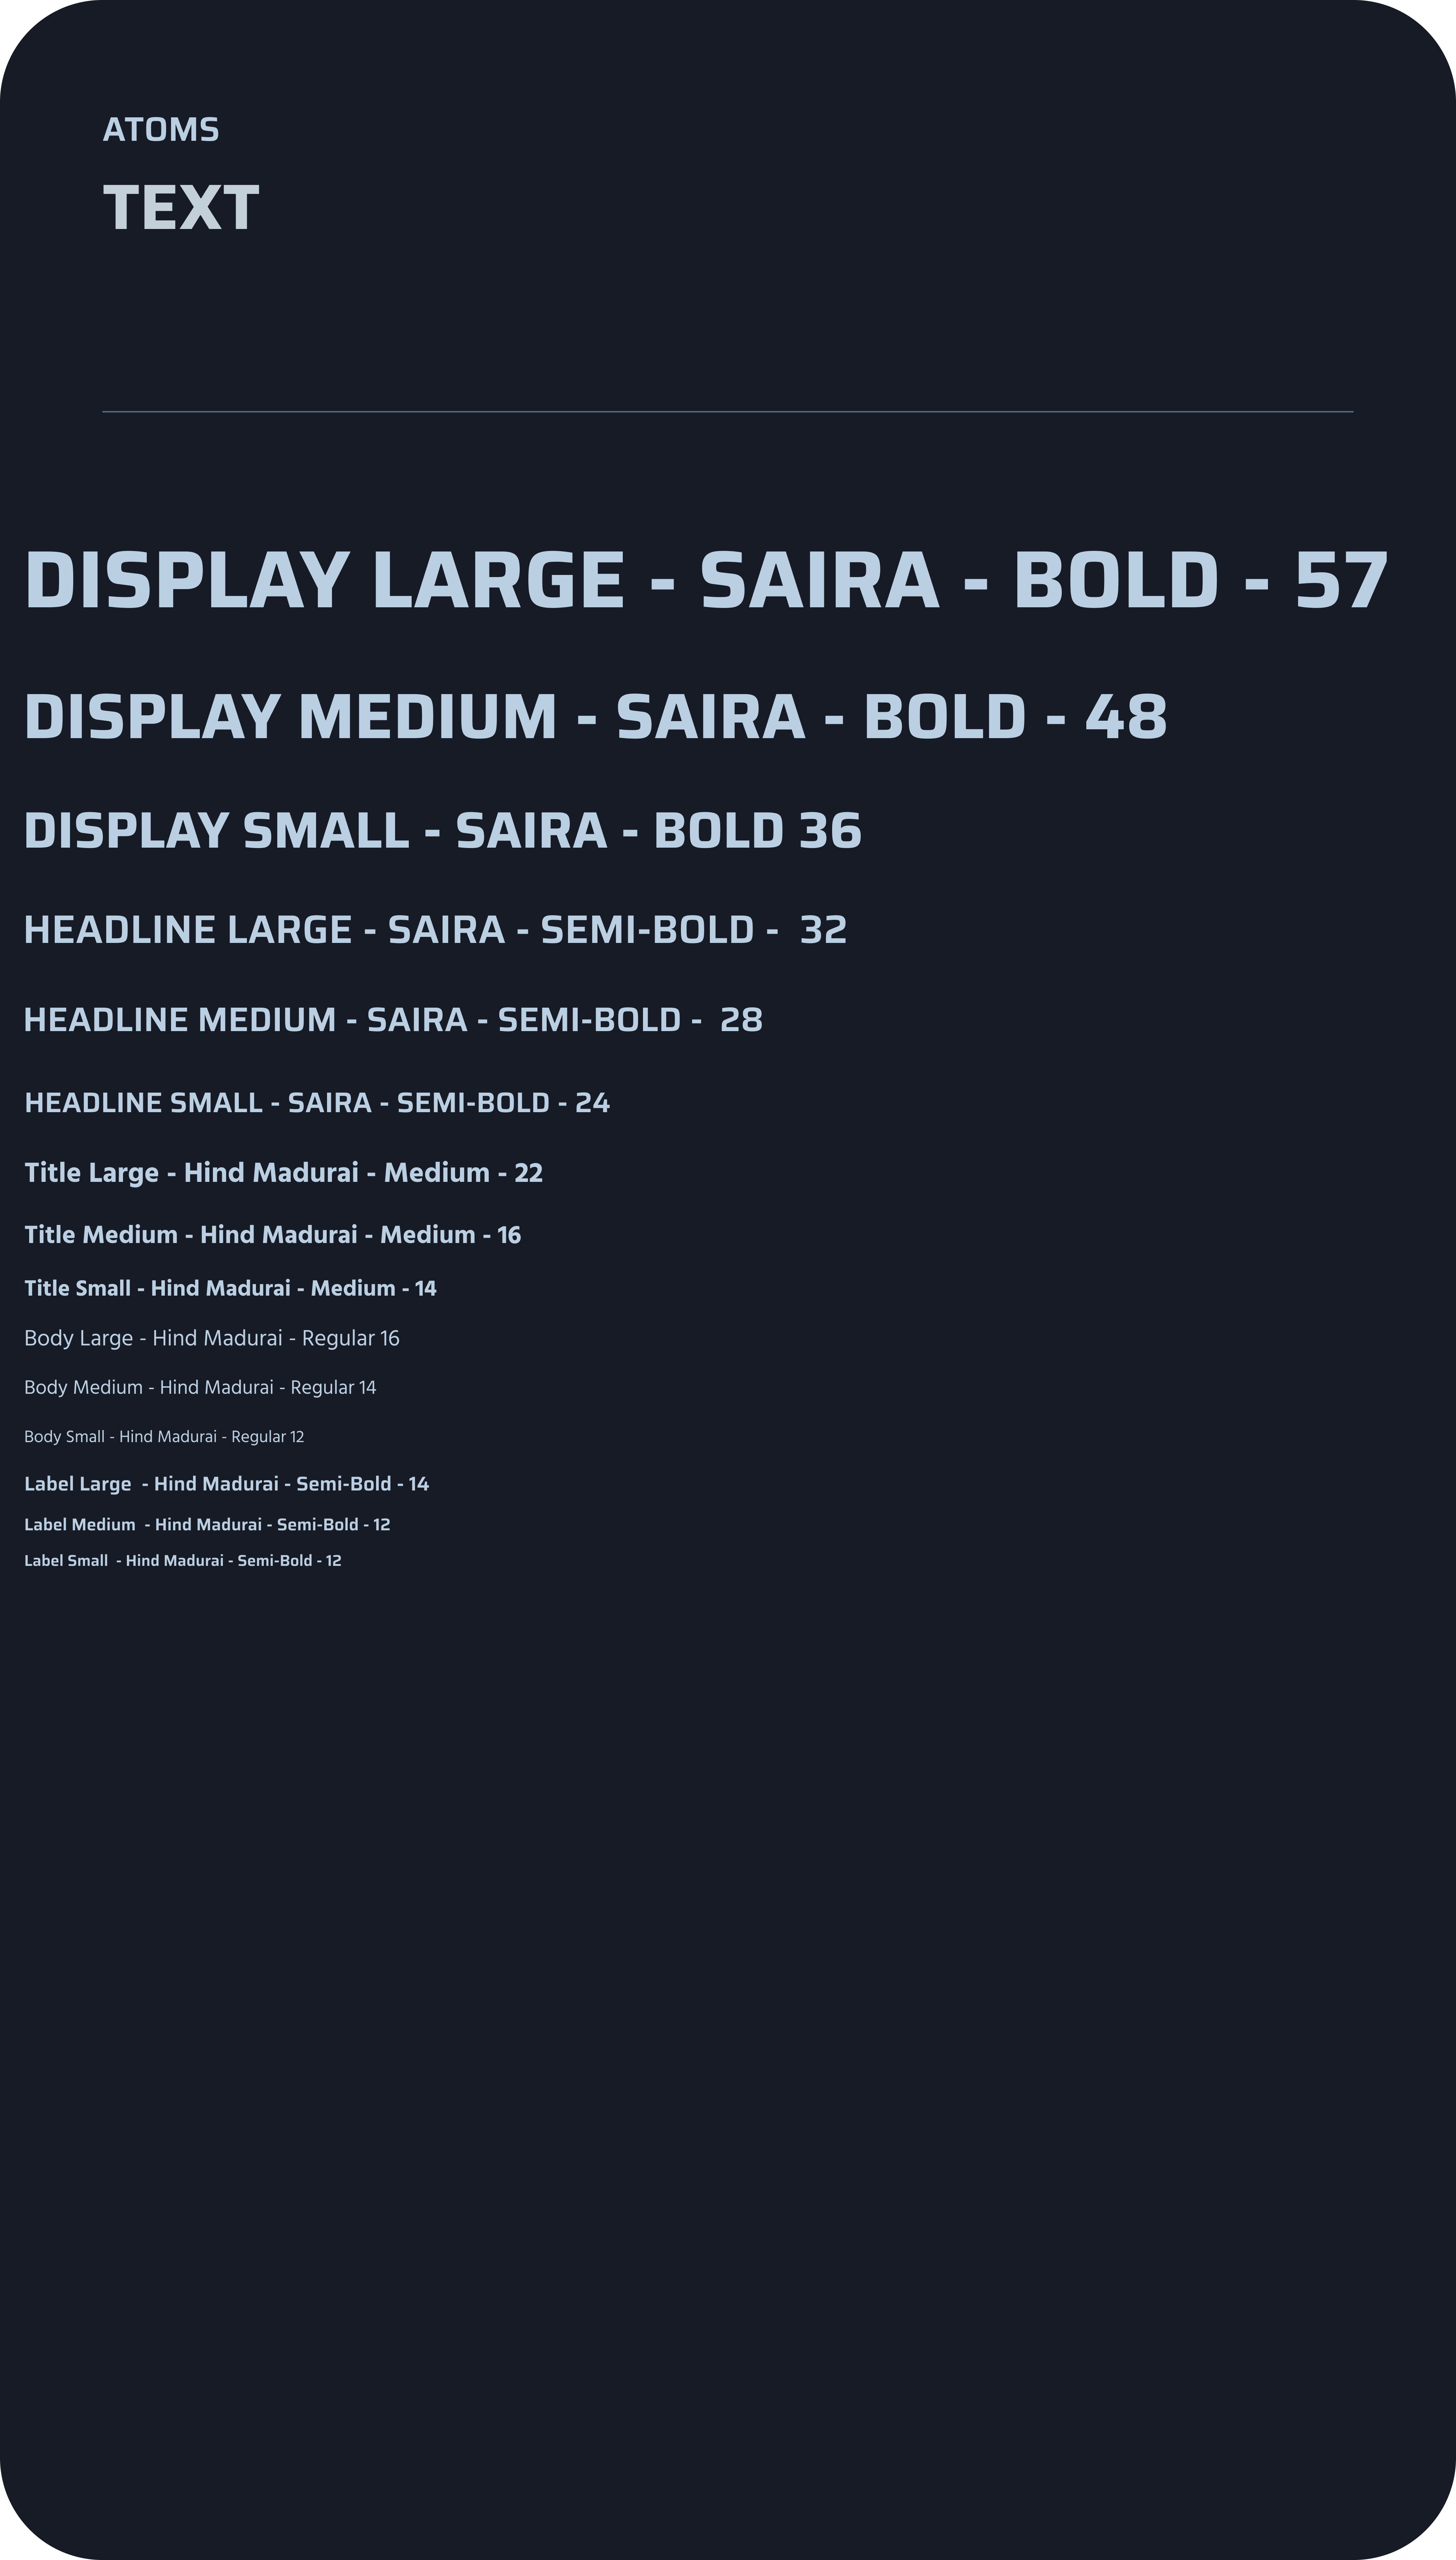 ATOMS
TEXT
DISPLAY LARGE - SAIRA - BOLD - 57
DISPLAY MEDIUM - SAIRA - BOLD - 48
DISPLAY SMALL - SAIRA - BOLD 36
HEADLINE LARGE - SAIRA - SEMI-BOLD -  32
HEADLINE MEDIUM - SAIRA - SEMI-BOLD -  28
HEADLINE SMALL - SAIRA - SEMI-BOLD - 24
Title Large - Hind Madurai - Medium - 22
Title Medium - Hind Madurai - Medium - 16
Title Small - Hind Madurai - Medium - 14
Body Large - Hind Madurai - Regular 16
Body Medium - Hind Madurai - Regular 14
Body Small - Hind Madurai - Regular 12
Label Large  - Hind Madurai - Semi-Bold - 14
Label Medium  - Hind Madurai - Semi-Bold - 12
Label Small  - Hind Madurai - Semi-Bold - 12